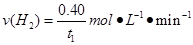 v(H₂) = 0.40/t₁ mol•L⁻¹•min⁻¹